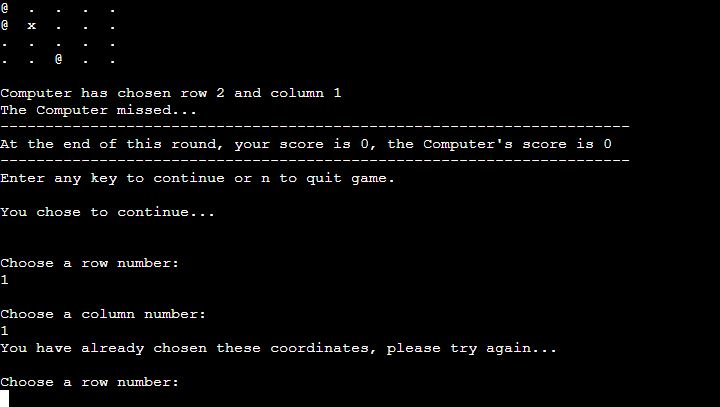 @ . . . .
@ x . . .
. . . . .
. . @ . .
Computer has chosen row 2 and column 1
The Computer missed...
----------------------------------------------------------------------
At the end of this round, your score is 0, the Computer's score is 0
----------------------------------------------------------------------
Enter any key to continue or n to quit game.
You chose to continue...
Choose a row number:
1
Choose a column number:
1
You have already chosen these coordinates, please try again...
Choose a row number: